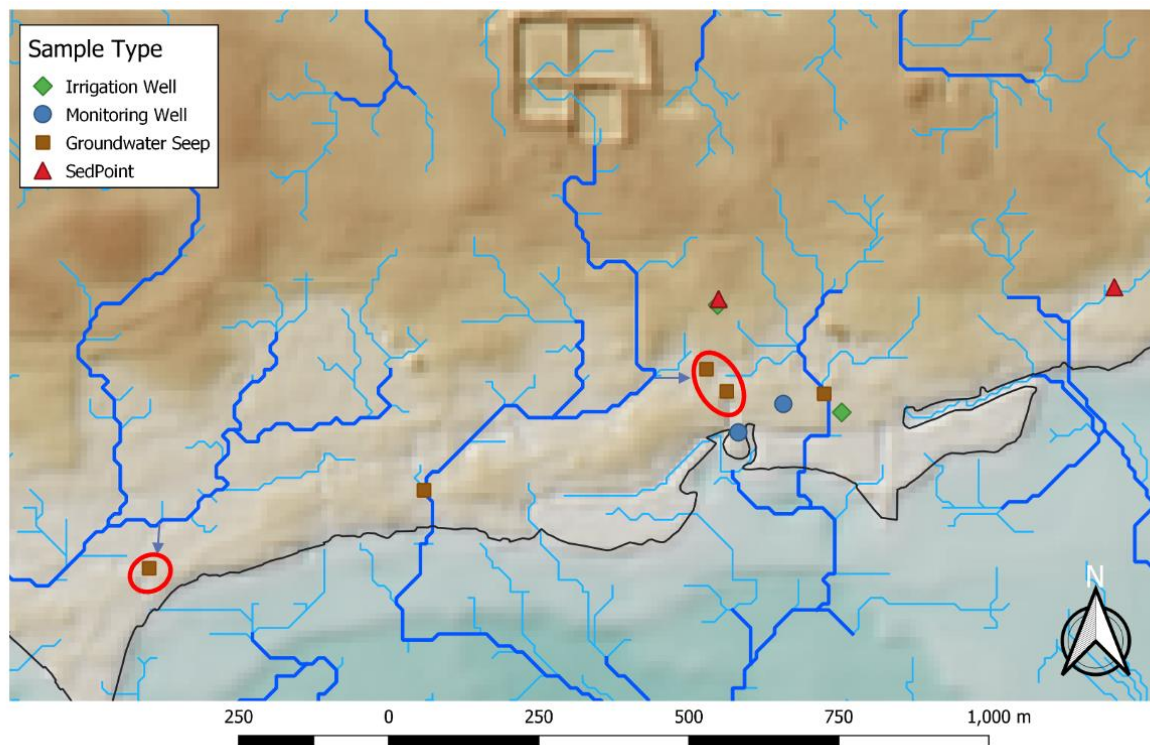 Sample Type
Irrigation Well
Monitoring Well
Groundwater Seep
SedPoint
N
250 0 250 500 750 1,000 m